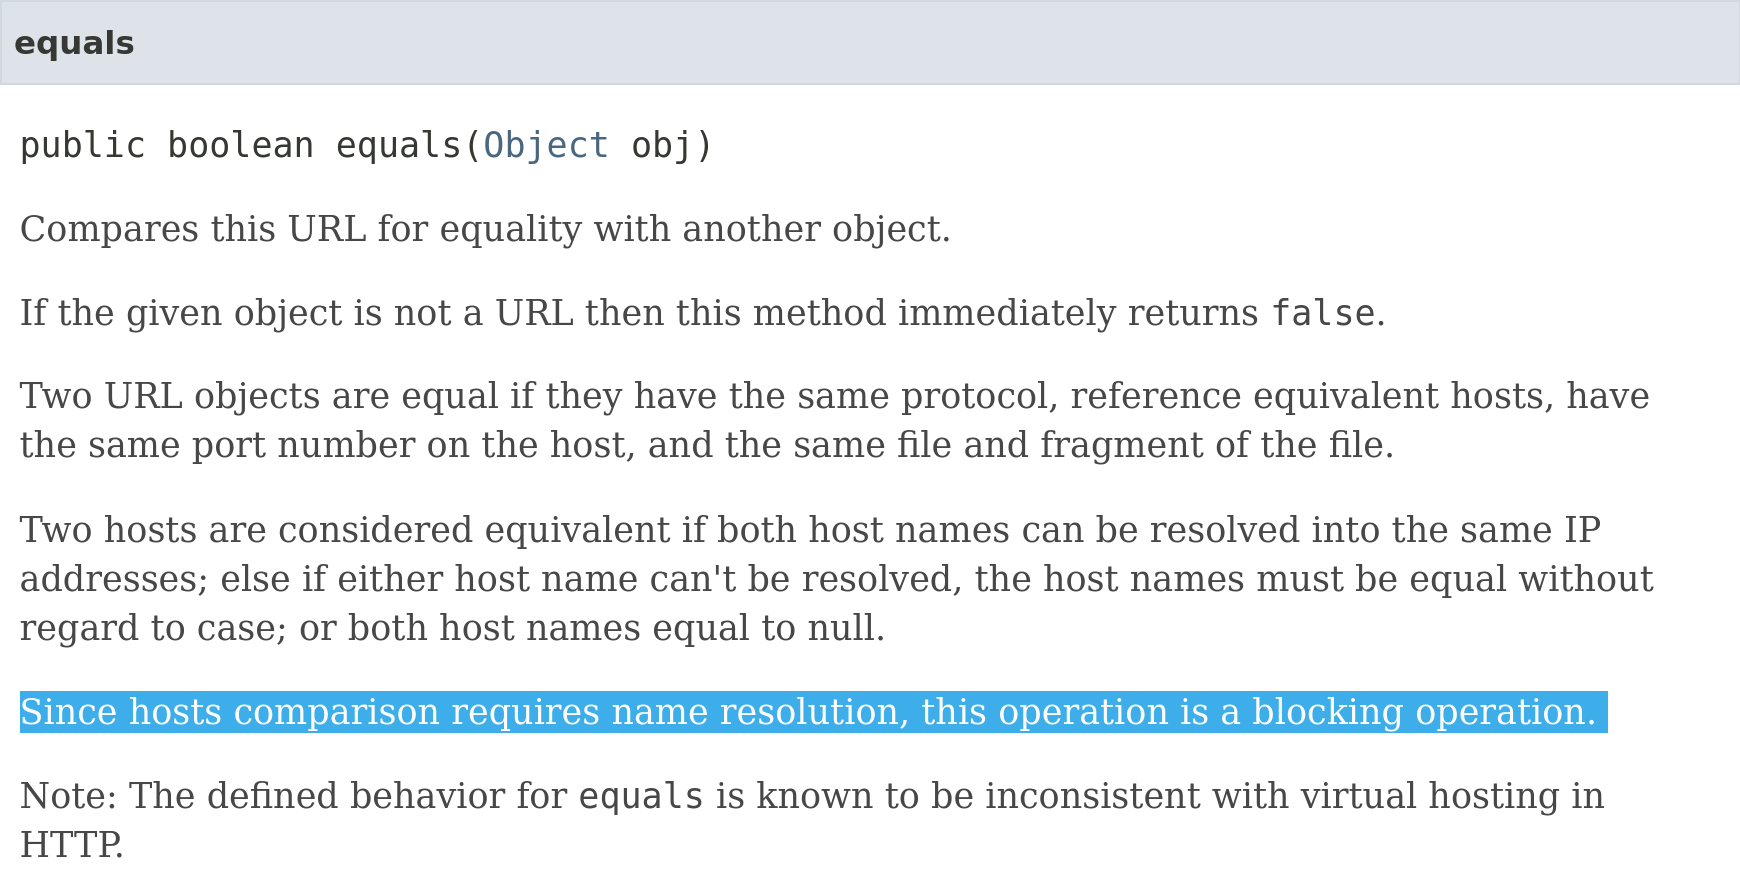 equals
public boolean equals(Object obj)
Compares this URL for equality with another object.
If the given object is not a URL then this method immediately returns false.
Two URL objects are equal if they have the same protocol, reference equivalent hosts, have
the same port number on the host, and the same file and fragment of the file.
Two hosts are considered equivalent if both host names can be resolved into the same IP
addresses; else if either host name can't be resolved, the host names must be equal without
regard to case; or both host names equal to null.
Since hosts comparison requires name resolution, this operation is a blocking operation.
Note: The defined behavior for equals is known to be inconsistent with virtual hosting in
HTTP.